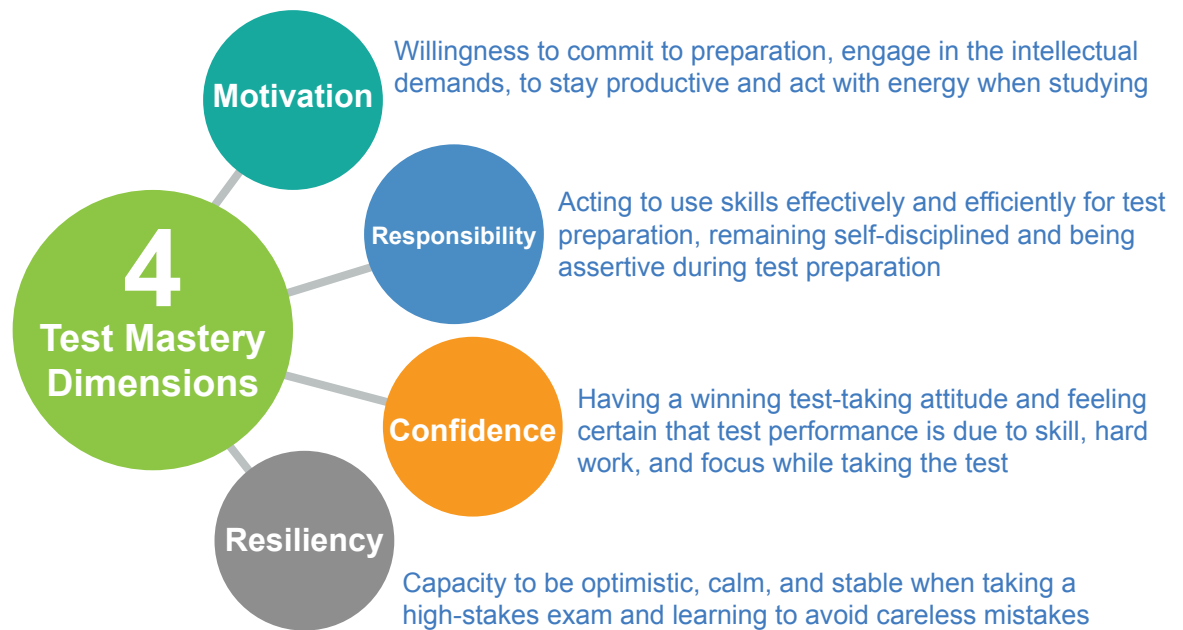 Motivation
Willingness to commit to preparation, engage in the intellectual
demands, to stay productive and act with energy when studying
Responsibility
Acting to use skills effectively and efficiently for test
preparation, remaining self-disciplined and being
assertive during test preparation
4
Test Mastery
Dimensions
Confidence
Having a winning test-taking attitude and feeling
certain that test performance is due to skill, hard
work, and focus while taking the test
Resiliency
Capacity to be optimistic, calm, and stable when taking a
high-stakes exam and learning to avoid careless mistakes